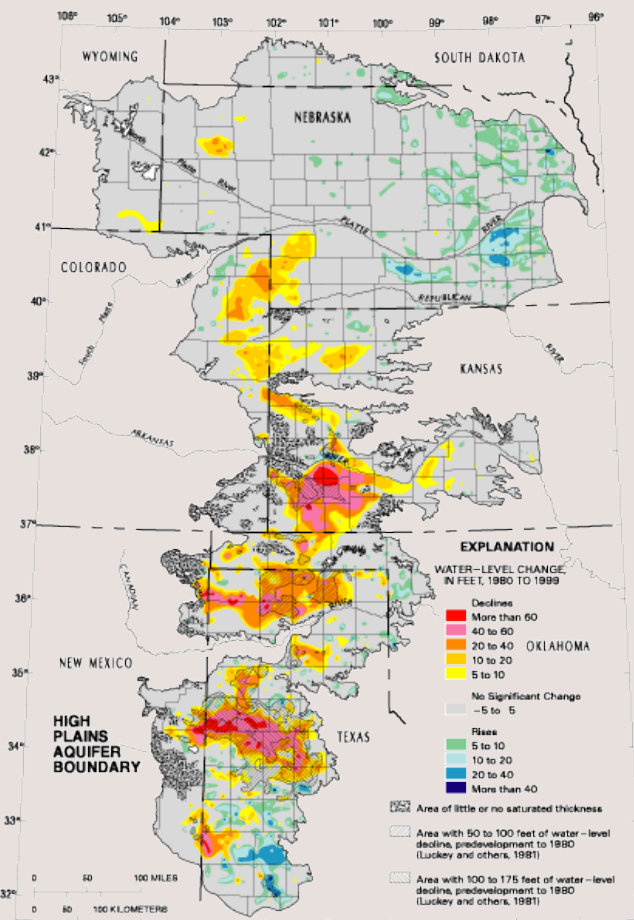 106° 105° 104° 103° 102° 101° 100° 99° 98° 97° 96°
WYOMING
SOUTH DAKOTA
43°
NEBRASKA
42°
Platte
River
PLATTE
RIVER
41°
COLORADO
River
South Platte
40°
REPUBLICAN
RIVER
KANSAS
38°
ARKANSAS
38°
RIVER
37°
EXPLANATION
WATER-LEVEL CHANGE,
IN FEET, 1980 TO 1999
Declines
More than 60
40 to 60
20 to 40
10 to 20
5 to 10
No Significant Change
-5 to 5
Rises
5 to 10
10 to 20
20 to 40
More than 40
Area of little or no saturated thickness
Area with 50 to 100 feet of water-level
decline, predevelopment to 1980
(Luckey and others, 1981)
Area with 100 to 175 feet of water-level
decline, predevelopment to 1980
(Luckey and others, 1981)
OKLAHOMA
CANADIAN
36°
RIVER
35°
NEW MEXICO
HIGH
PLAINS
AQUIFER
BOUNDARY
TEXAS
34°
33°
32°
0 50 100 MILES
0 50 100 KILOMETERS